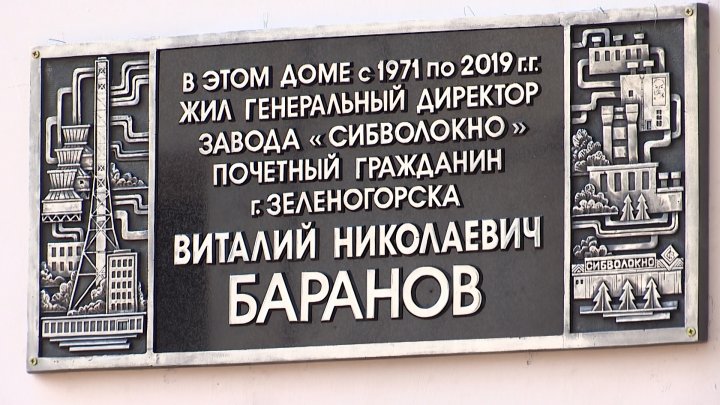 В ЭТОМ ДОМЕ с 1971 по 2019 г.г.
ЖИЛ ГЕНЕРАЛЬНЫЙ ДИРЕКТОР
ЗАВОДА «СИБВОЛОКНО»
ПОЧЕТНЫЙ ГРАЖДАНИН
г. ЗЕЛЕНОГОРСКА
ВИТАЛИЙ НИКОЛАЕВИЧ
БАРАНОВ
СИБВОЛОКНО